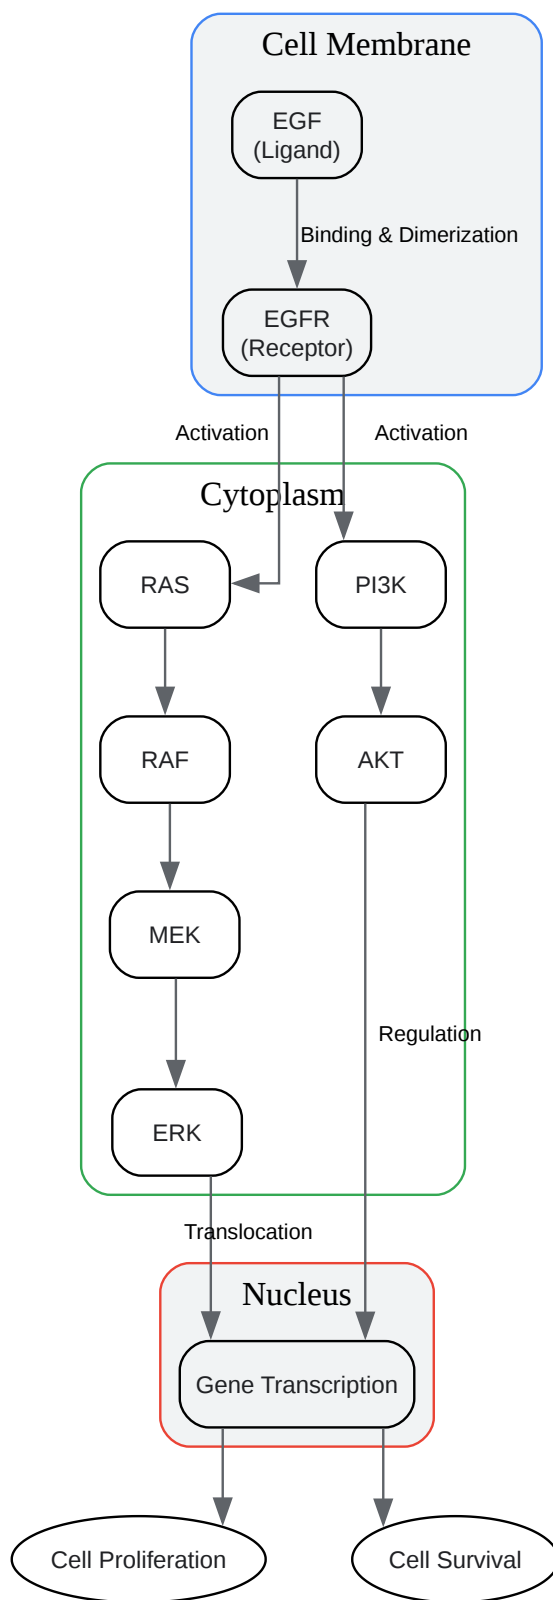 Cell Membrane
EGF
(Ligand)
Binding & Dimerization
EGFR
(Receptor)
Activation
Activation
Cytoplasm
RAS
PI3K
RAF
AKT
MEK
Regulation
ERK
Translocation
Nucleus
Gene Transcription
Cell Proliferation
Cell Survival